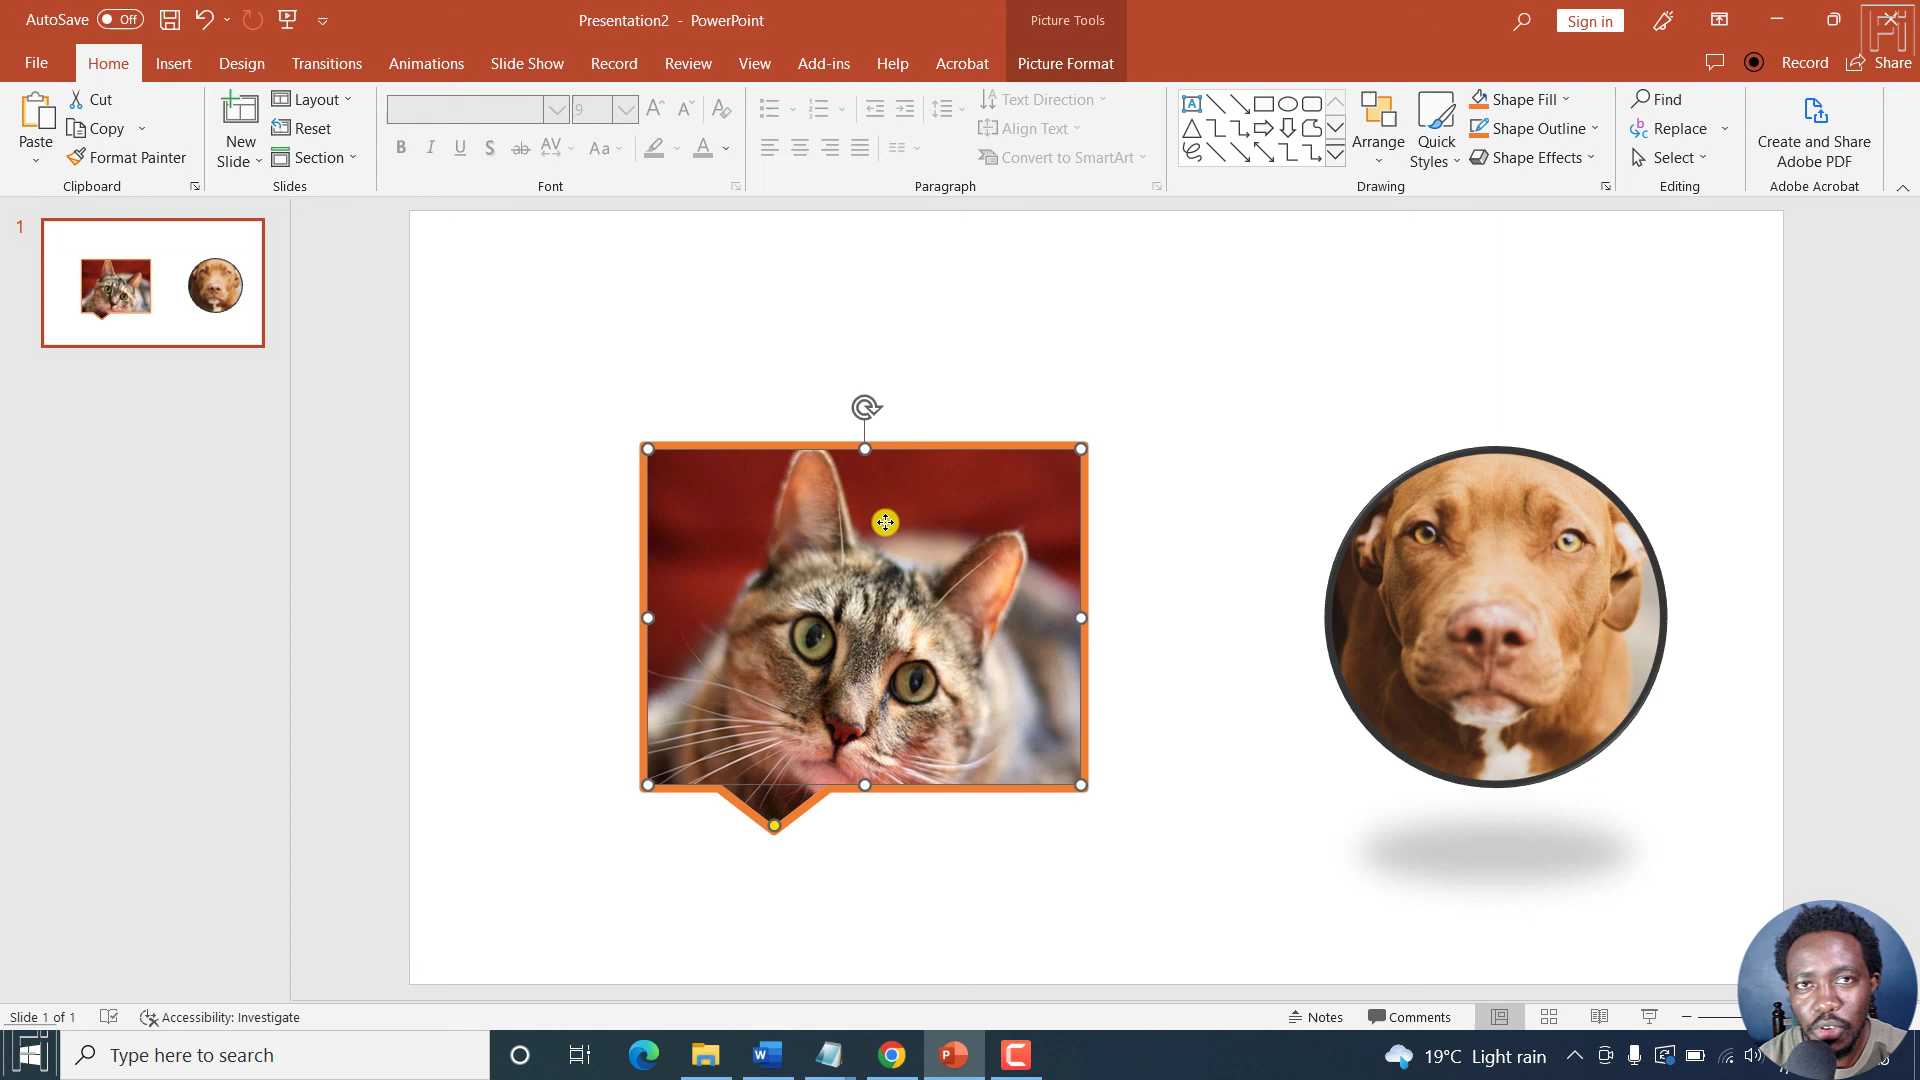 AutoSave Off
Presentation2 - PowerPoint
Picture Tools
Sign in
File Home Insert Design Transitions Animations Slide Show Record Review View Add-ins Help Acrobat Picture Format
Record Share
Paste
Cut
Copy
Format Painter
Clipboard
New Slide
Layout
Reset
Section
Slides
9
Aa
Font
Text Direction
Align Text
Convert to SmartArt
Paragraph
Arrange
Quick Styles
Shape Fill
Shape Outline
Shape Effects
Drawing
Find
Replace
Select
Editing
Create and Share Adobe PDF
Adobe Acrobat
1
Slide 1 of 1
Accessibility: Investigate
Notes
Comments
Type here to search
19°C Light rain